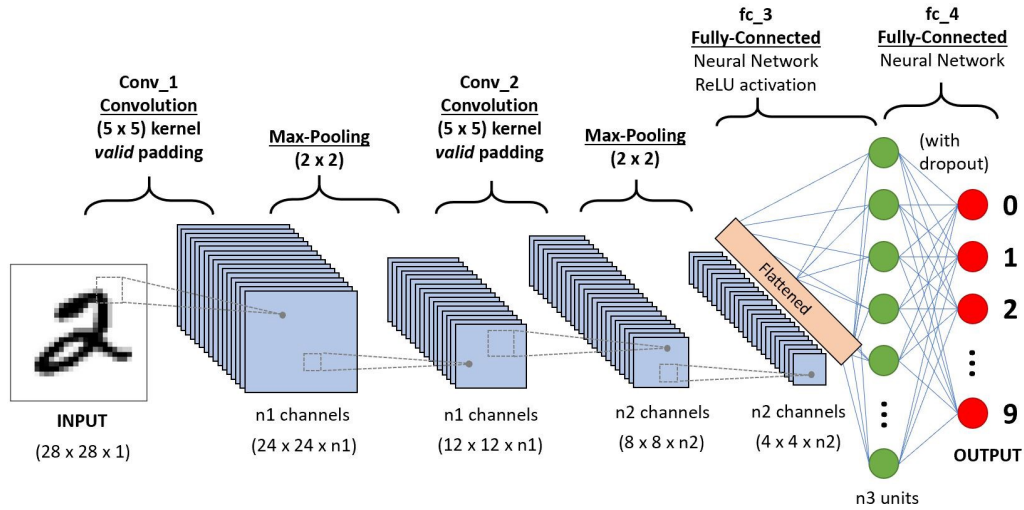 fc_3
Fully-Connected
Neural Network
ReLU activation
fc_4
Fully-Connected
Neural Network
Conv_1
Convolution
(5 x 5) kernel
valid padding
Max-Pooling
(2 x 2)
Conv_2
Convolution
(5 x 5) kernel
valid padding
Max-Pooling
(2 x 2)
(with
dropout)
INPUT
(28 x 28 x 1)
n1 channels
(24 x 24 x n1)
n1 channels
(12 x 12 x n1)
n2 channels
(8 x 8 x n2)
n2 channels
(4 x 4 x n2)
Flattened
n3 units
0
1
2
9
OUTPUT
2